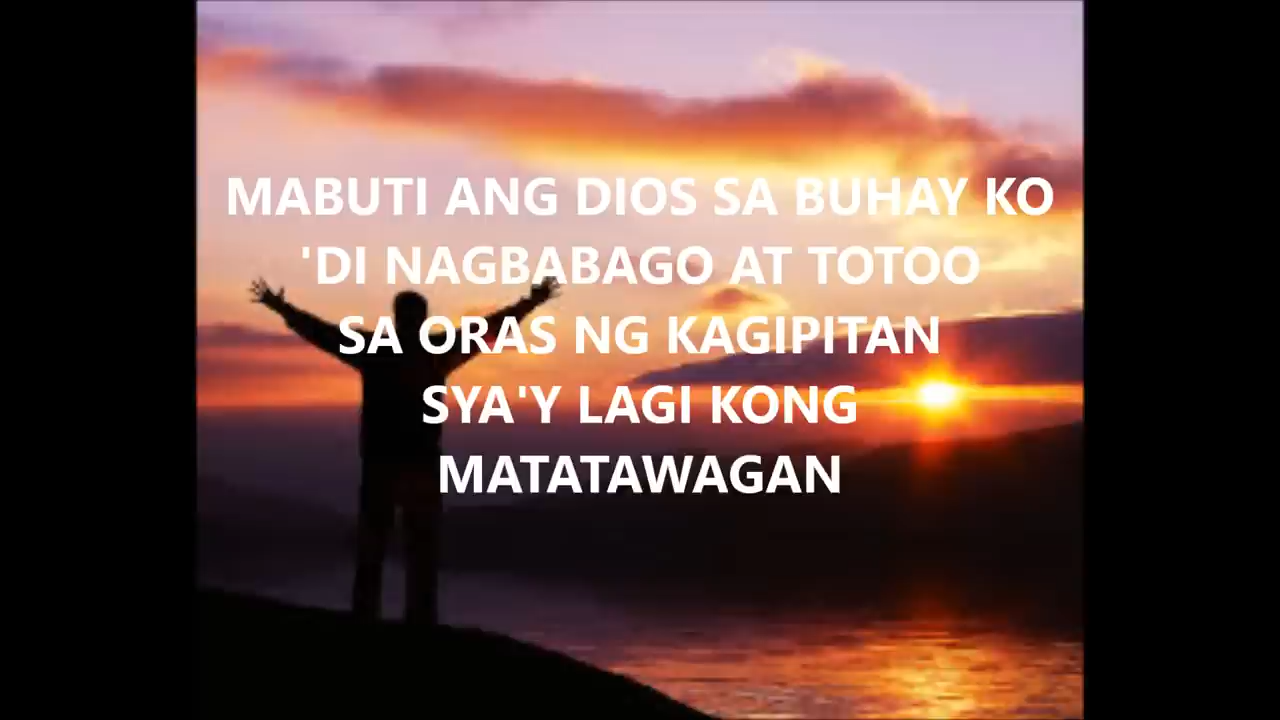 MABUTI ANG DIOS SA BUHAY KO
'DI NAGBABAGO AT TOTOO
SA ORAS NG KAGIPITAN
SYA'Y LAGI KONG
MATATAWAGAN